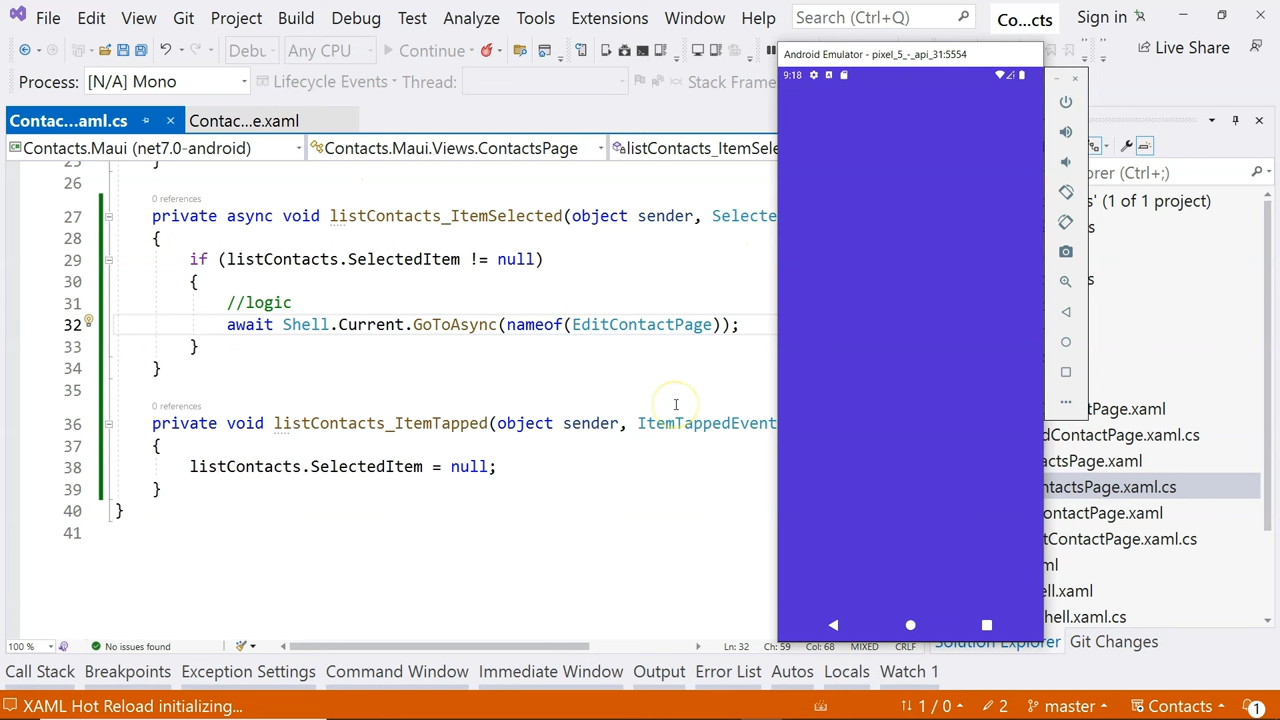 File Edit View Git Project Build Debug Test Analyze Tools Extensions Window Help Search (Ctrl+Q) Co...cts Sign in
Debu Any CPU Continue Live Share
Process: [N/A] Mono Lifecycle Events Thread: Stack Frame
Android Emulator - pixel_5_-_api_31:5554
9:18
Contac...aml.cs Contac...e.xaml
Contacts.Maui (net7.0-android) Contacts.Maui.Views.ContactsPage listContacts_ItemSele
orer (Ctrl+;)
25 }
26
0 references
27 private async void listContacts_ItemSelected(object sender, Selecte
28 {
29 if (listContacts.SelectedItem != null)
30 {
31 //logic
32 await Shell.Current.GoToAsync(nameof(EditContactPage));
33 }
34 }
35
0 references
36 private void listContacts_ItemTapped(object sender, ItemTappedEvent
37 {
38 listContacts.SelectedItem = null;
39 }
40 }
41
s' (1 of 1 project)
s
s
tPage.xaml
dContactPage.xaml.cs
actsPage.xaml
ntactsPage.xaml.cs
ontactPage.xaml
tContactPage.xaml.cs
ml
ell.xaml
hell.xaml.cs
100 % No issues found Ln: 32 Ch: 59 Col: 68 MIXED CRLF
Solution Explorer Git Changes
Call Stack Breakpoints Exception Settings Command Window Immediate Window Output Error List Autos Locals Watch 1
XAML Hot Reload initializing... 1 / 0 2 master Contacts 1